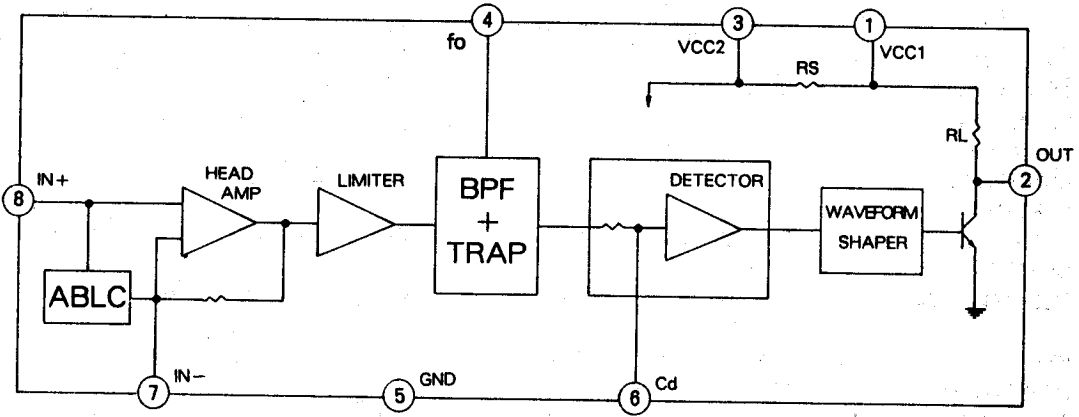 4
fo
3
VCC2
1
VCC1
RS
RL
OUT
2
8
IN+
HEAD
AMP
LIMITER
BPF
+
TRAP
DETECTOR
WAVEFORM
SHAPER
ABLC
7
IN-
5
GND
6
Cd